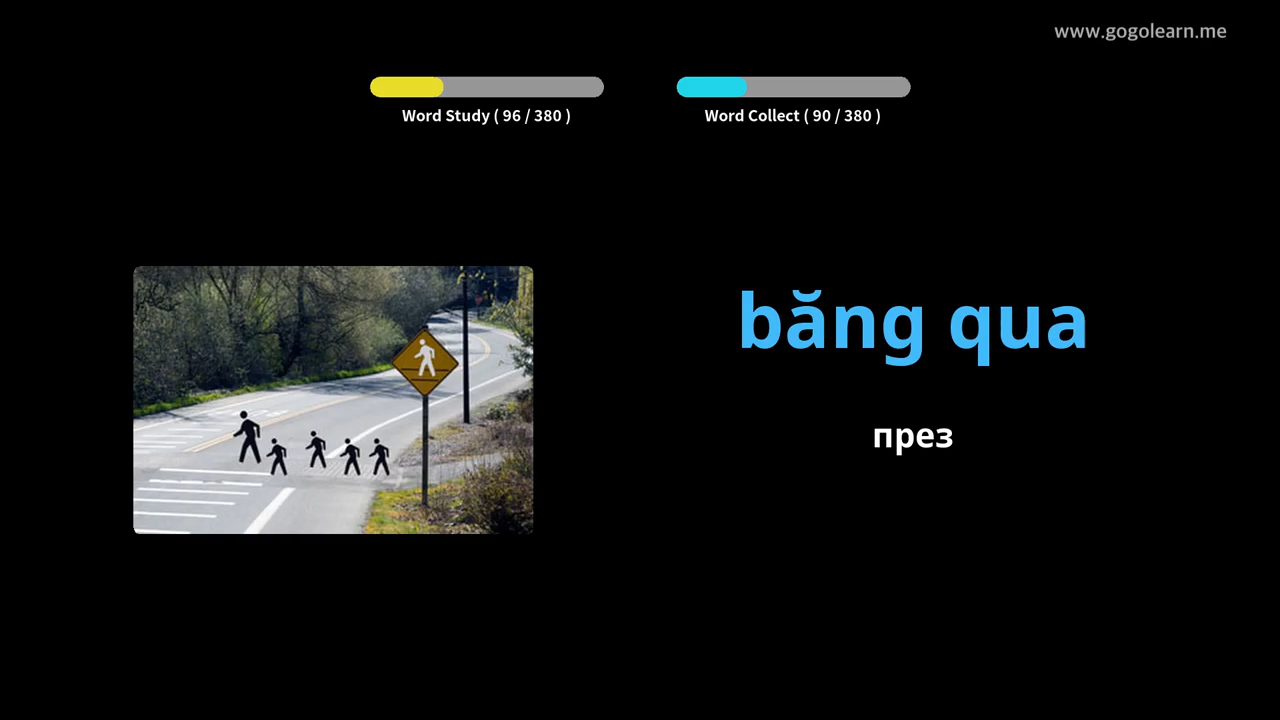 www.gogolearn.me
Word Study ( 96 / 380 )
Word Collect ( 90 / 380 )
băng qua
през